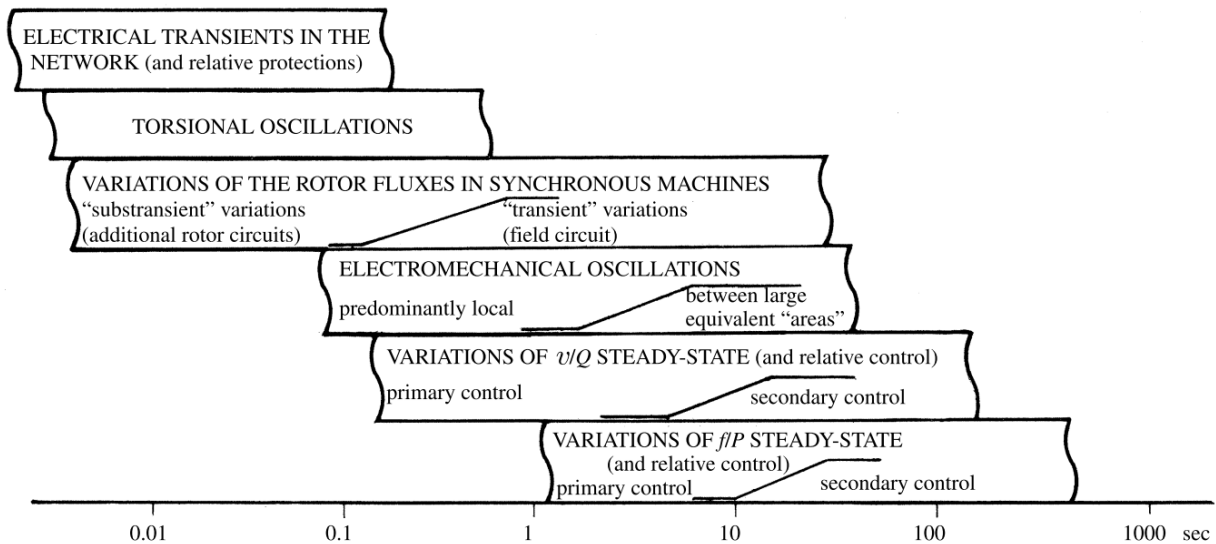 ELECTRICAL TRANSIENTS IN THE
NETWORK (and relative protections)
TORSIONAL OSCILLATIONS
VARIATIONS OF THE ROTOR FLUXES IN SYNCHRONOUS MACHINES
“substransient” variations
(additional rotor circuits)
“transient” variations
(field circuit)
ELECTROMECHANICAL OSCILLATIONS
predominantly local
between large
equivalent “areas”
VARIATIONS OF v/Q STEADY-STATE (and relative control)
primary control
secondary control
VARIATIONS OF f/P STEADY-STATE
(and relative control)
primary control
secondary control
0.01 0.1 1 10 100 1000 sec